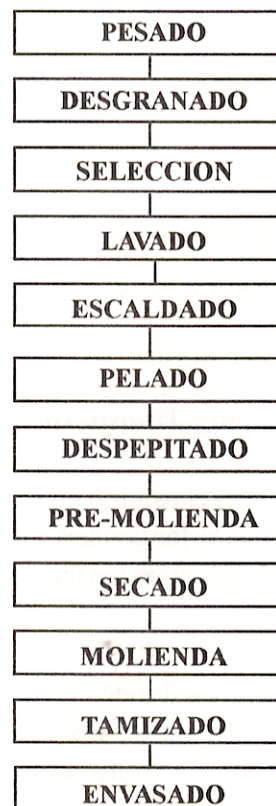 PESADO
DESGRANADO
SELECCION
LAVADO
ESCALDADO
PELADO
DESPEPITADO
PRE-MOLIENDA
SECADO
MOLIENDA
TAMIZADO
ENVASADO